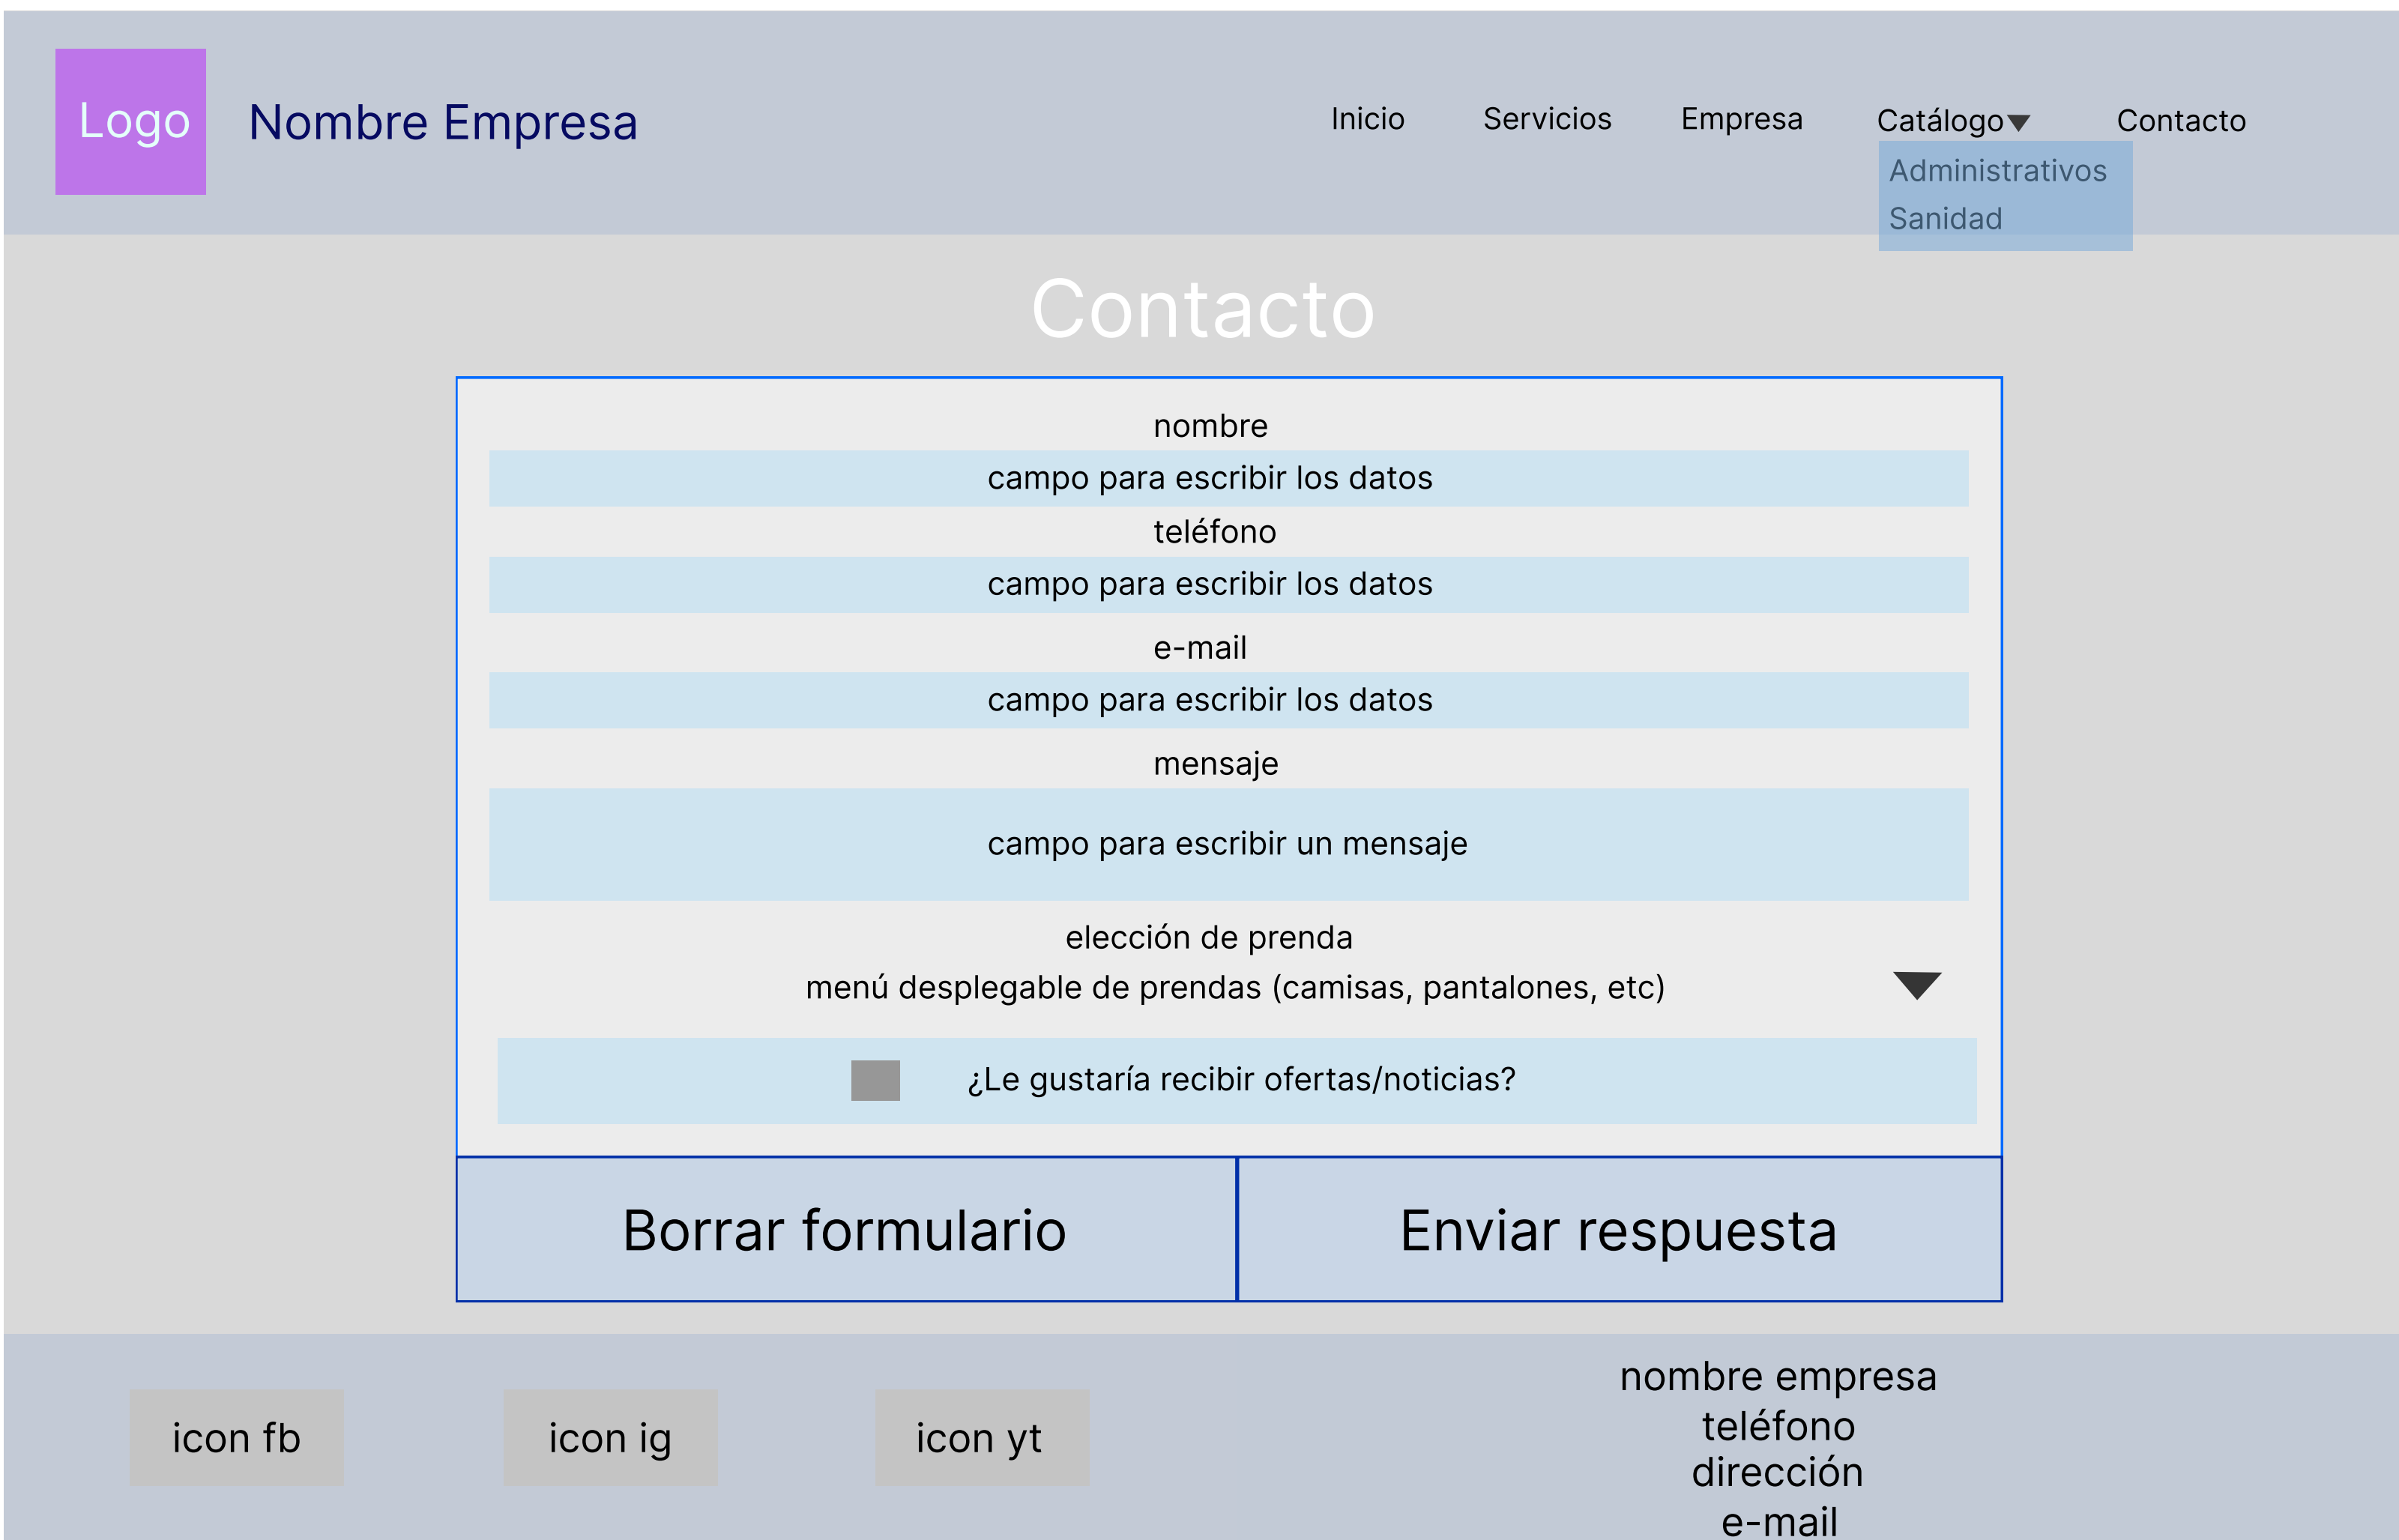 Logo
Nombre Empresa
Inicio
Servicios
Empresa
Catálogo
Contacto
Administrativos
Sanidad
Contacto
nombre
campo para escribir los datos
teléfono
campo para escribir los datos
e-mail
campo para escribir los datos
mensaje
campo para escribir un mensaje
elección de prenda
menú desplegable de prendas (camisas, pantalones, etc)
¿Le gustaría recibir ofertas/noticias?
Borrar formulario
Enviar respuesta
icon fb
icon ig
icon yt
nombre empresa
teléfono
dirección
e-mail